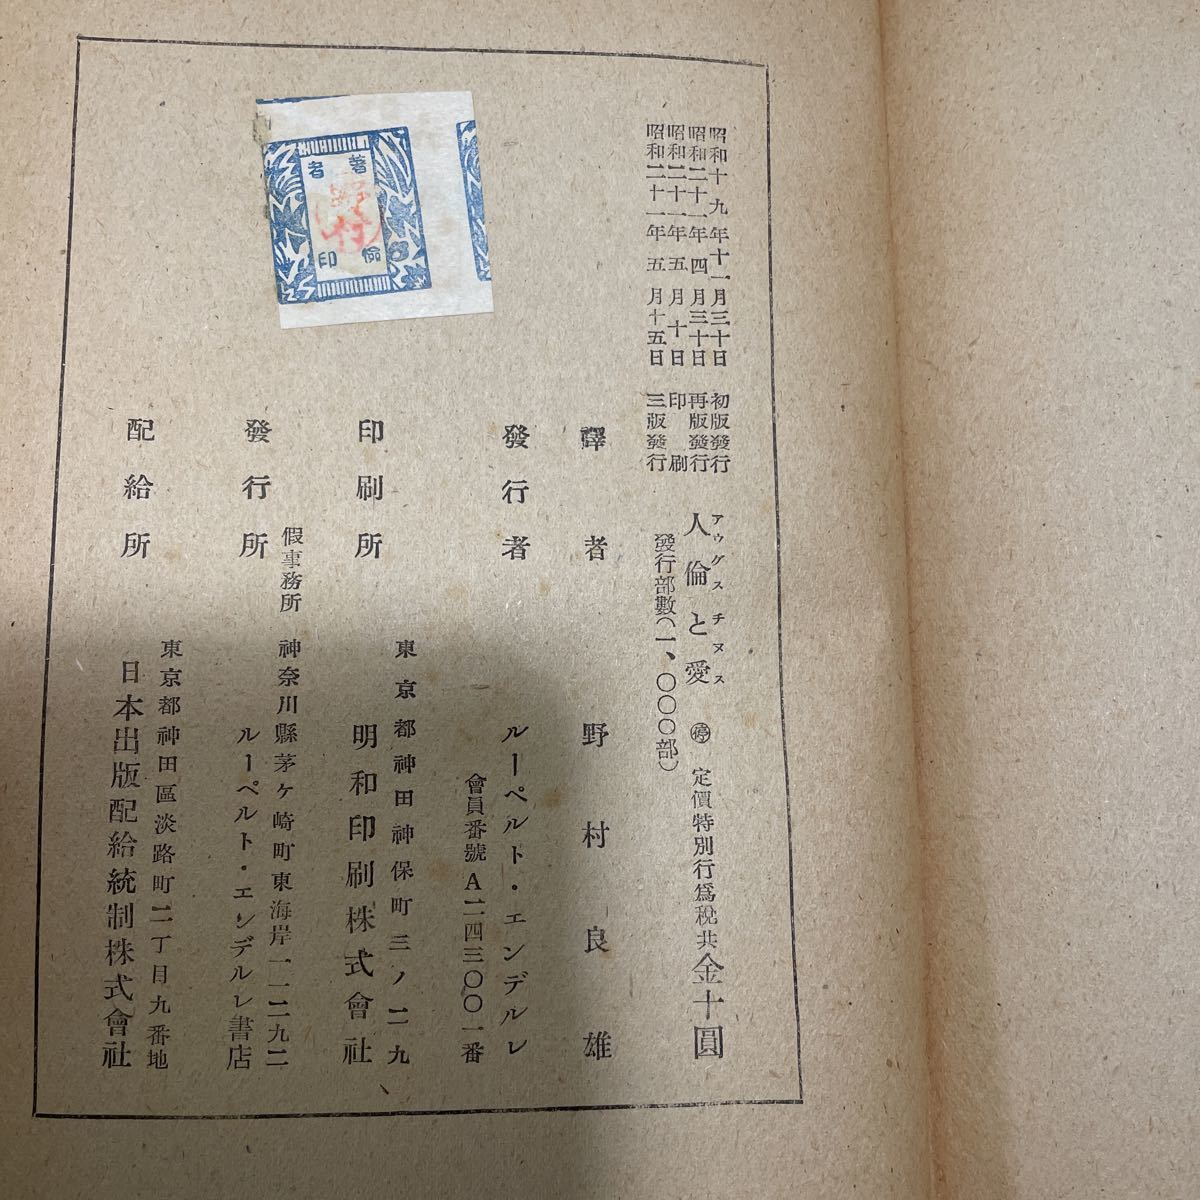 昭和十九年十一月三十日 初版發行
昭和二十一年四月三十日 再版發行
昭和二十一年五月十日 印刷
昭和二十一年五月十五日 三版發行
アウグスチヌス
人倫と愛 ㊡ 定價特別行爲税共金十圓
發行部數(一、〇〇〇部)
譯者 野村良雄
發行者 ルーペルト・エンデルレ
會員番號A二四三〇〇一番
東京都神田神保町三ノ二九
印刷所 明和印刷株式會社
假事務所 神奈川縣茅ケ崎町東海岸一一二九二
發行所 ルーペルト・エンデルレ書店
東京都神田區淡路町二丁目九番地
配給所 日本出版配給統制株式會社
著者
野村
檢印